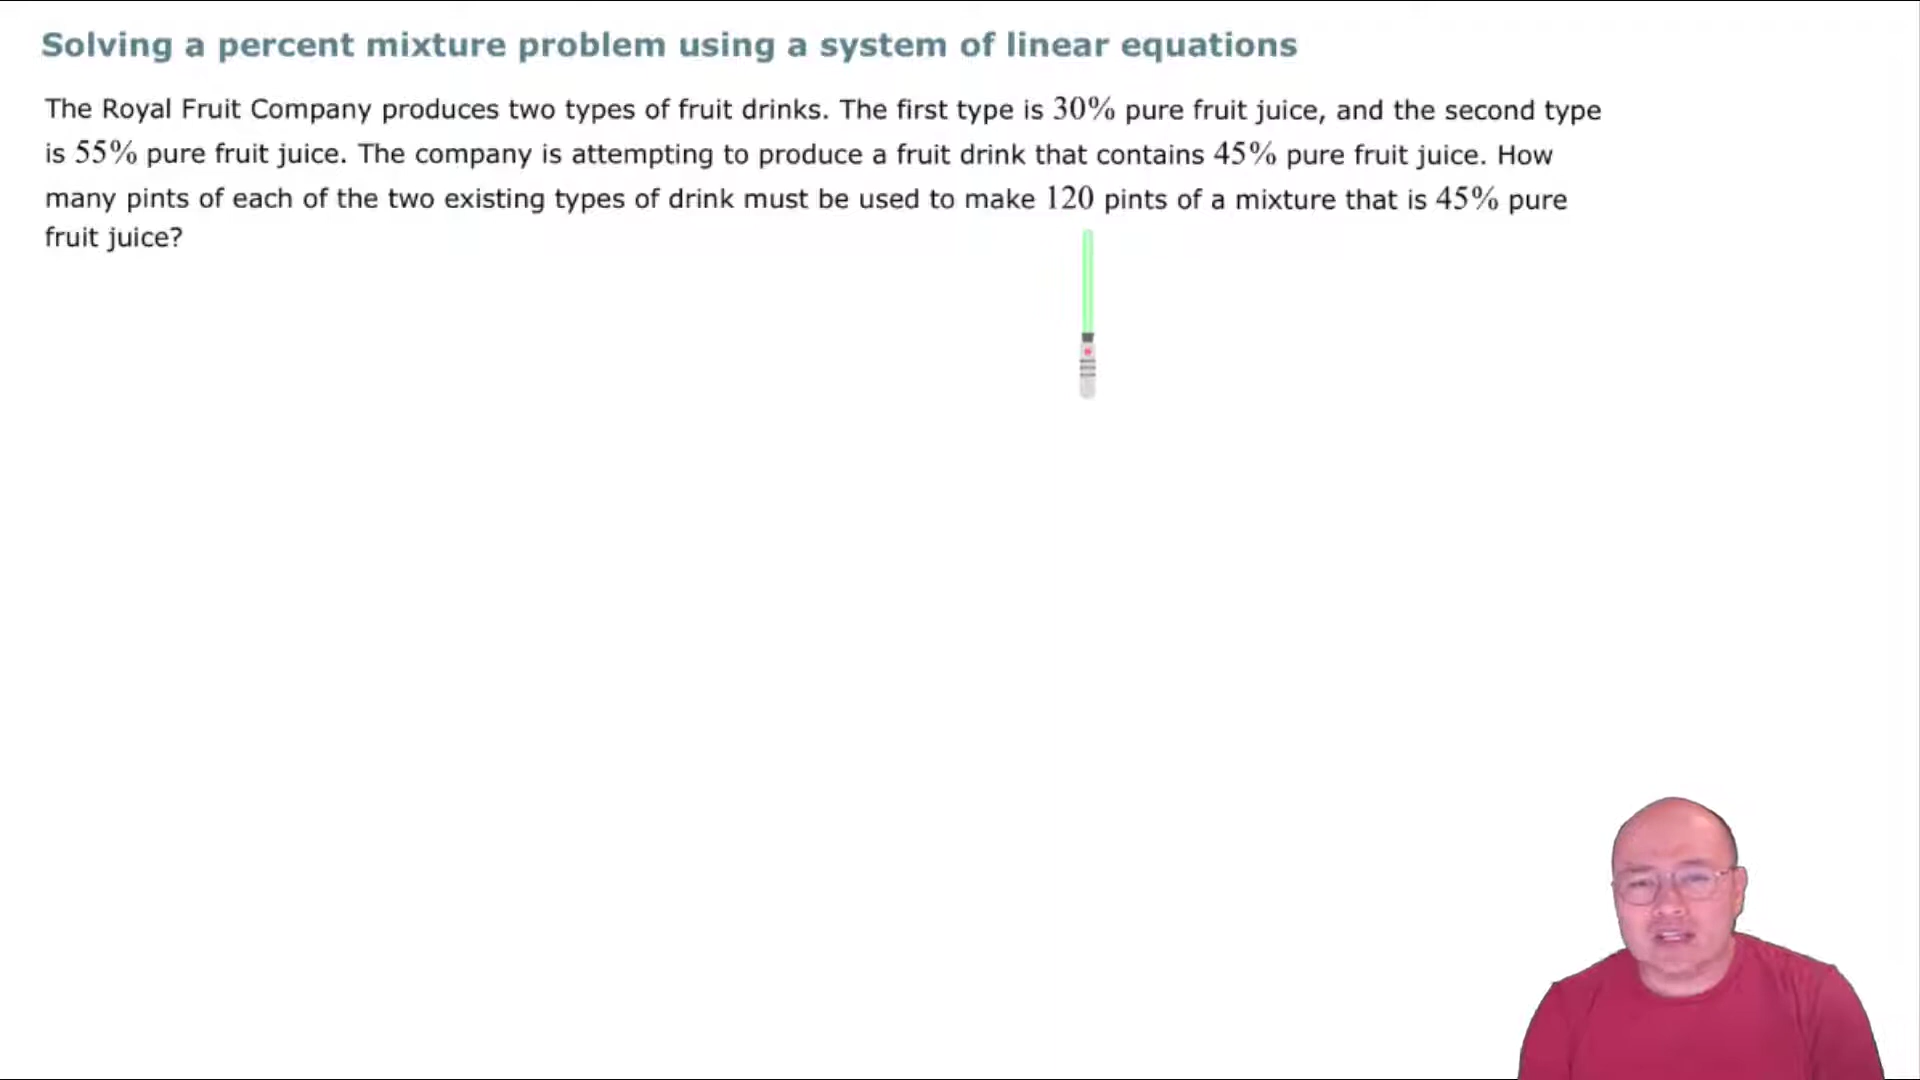 Solving a percent mixture problem using a system of linear equations
The Royal Fruit Company produces two types of fruit drinks. The first type is 30% pure fruit juice, and the second type
is 55% pure fruit juice. The company is attempting to produce a fruit drink that contains 45% pure fruit juice. How
many pints of each of the two existing types of drink must be used to make 120 pints of a mixture that is 45% pure
fruit juice?